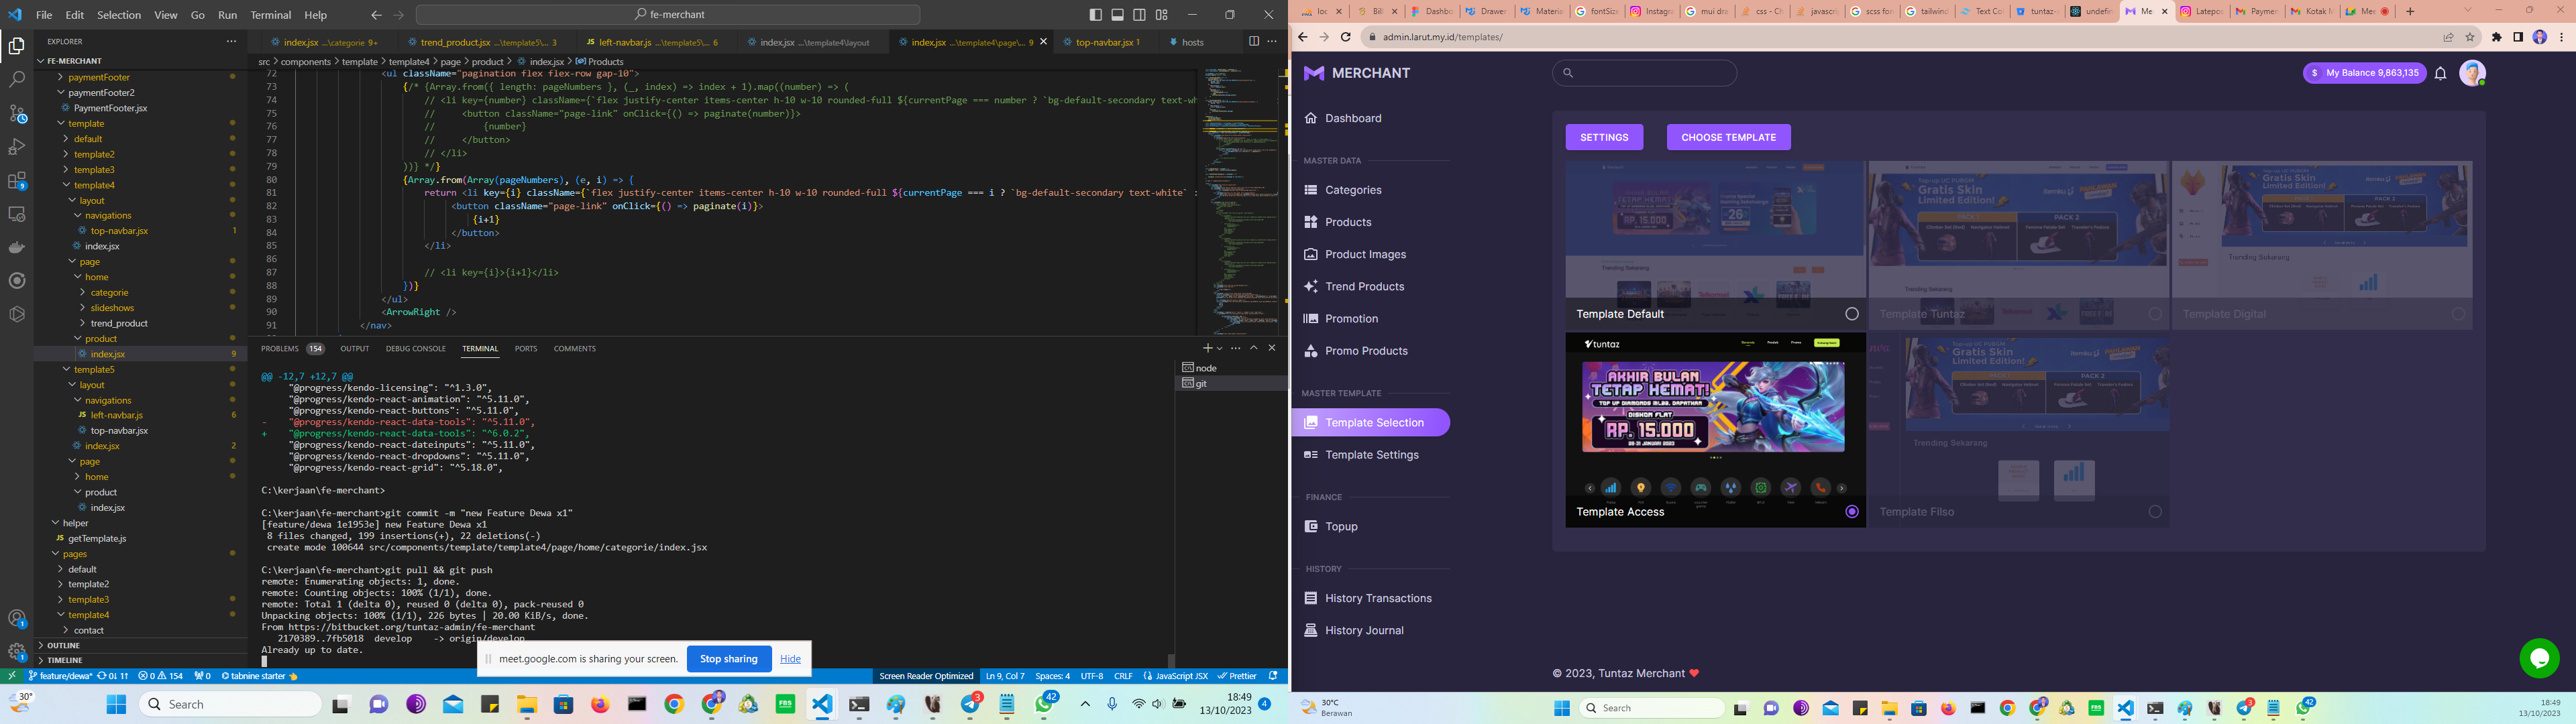 File Edit Selection View Go Run Terminal Help
fe-merchant
EXPLORER
FE-MERCHANT
paymentFooter
paymentFooter2
PaymentFooter.jsx
template
default
template2
template3
template4
layout
navigations
top-navbar.jsx 1
index.jsx
page
home
categorie
slideshows
trend_product
product
index.jsx 9
template5
layout
navigations
left-navbar.js 6
top-navbar.jsx
index.jsx 2
page
home
product
index.jsx
helper
getTemplate.js
pages
default
template2
template3
template4
contact
OUTLINE
TIMELINE
index.jsx ...\categorie 9+
trend_product.jsx ...\template5\... 3
left-navbar.js ...\template5\... 6
index.jsx ...\template4\layout
index.jsx ...\template4\page\... 9
top-navbar.jsx 1
hosts
src > components > template > template4 > page > product > index.jsx > Products
72 <ul className="pagination flex flex-row gap-10">
73 {/* {Array.from({ length: pageNumbers }, (_, index) => index + 1).map((number) => (
74 // <li key={number} className={`flex justify-center items-center h-10 w-10 rounded-full ${currentPage === number ? `bg-default-secondary text-wh
75 // <button className="page-link" onClick={() => paginate(number)}>
76 // {number}
77 // </button>
78 // </li>
79 ))} */}
80 {Array.from(Array(pageNumbers), (e, i) => {
81 return <li key={i} className={`flex justify-center items-center h-10 w-10 rounded-full ${currentPage === i ? `bg-default-secondary text-white` :
82 <button className="page-link" onClick={() => paginate(i)}>
83 {i+1}
84 </button>
85 </li>
86
87 // <li key={i}>{i+1}</li>
88 })}
89 </ul>
90 <ArrowRight />
91 </nav>
PROBLEMS 154 OUTPUT DEBUG CONSOLE TERMINAL PORTS COMMENTS
node
git
@@ -12,7 +12,7 @@
"@progress/kendo-licensing": "^1.3.0",
"@progress/kendo-react-animation": "^5.11.0",
"@progress/kendo-react-buttons": "^5.11.0",
- "@progress/kendo-react-data-tools": "^5.11.0",
+ "@progress/kendo-react-data-tools": "^6.0.2",
"@progress/kendo-react-dateinputs": "^5.11.0",
"@progress/kendo-react-dropdowns": "^5.11.0",
"@progress/kendo-react-grid": "^5.18.0",
C:\kerjaan\fe-merchant>
C:\kerjaan\fe-merchant>git commit -m "new Feature Dewa x1"
[feature/dewa 1e1953e] new Feature Dewa x1
8 files changed, 199 insertions(+), 22 deletions(-)
create mode 100644 src/components/template/template4/page/home/categorie/index.jsx
C:\kerjaan\fe-merchant>git pull && git push
remote: Enumerating objects: 1, done.
remote: Counting objects: 100% (1/1), done.
remote: Total 1 (delta 0), reused 0 (delta 0), pack-reused 0
Unpacking objects: 100% (1/1), 226 bytes | 20.00 KiB/s, done.
From https://bitbucket.org/tuntaz-admin/fe-merchant
2170389..7fb5018 develop -> origin/develop
Already up to date.
meet.google.com is sharing your screen. Stop sharing Hide
feature/dewa* 0↓ 1↑ 0 154 0 tabnine starter
Screen Reader Optimized Ln 9, Col 7 Spaces: 4 UTF-8 CRLF JavaScript JSX Prettier
30°
Search
18:49
13/10/2023
admin.larut.my.id/templates/
MERCHANT
My Balance 9,863,135
Dashboard
MASTER DATA
Categories
Products
Product Images
Trend Products
Promotion
Promo Products
MASTER TEMPLATE
Template Selection
Template Settings
FINANCE
Topup
HISTORY
History Transactions
History Journal
SETTINGS
CHOOSE TEMPLATE
Template Default
Template Tuntaz
Template Digital
tuntaz
AKHIR BULAN
TETAP HEMAT!
DISKON FLAT
RP. 15.000
Template Access
Template Filso
Gratis Skin
Limited Edition!
PACK 1
PACK 2
Trending Sekarang
© 2023, Tuntaz Merchant
30°C
Berawan
Search
18:49
13/10/2023